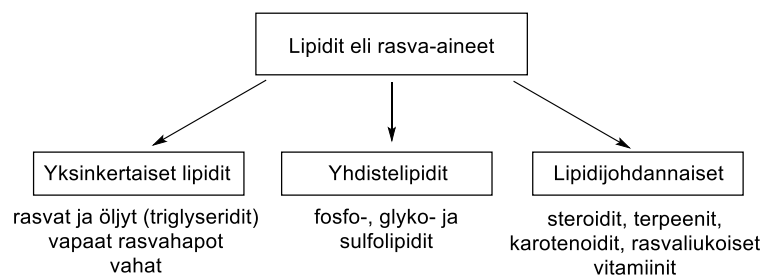 Lipidit eli rasva-aineet
Yksinkertaiset lipidit
rasvat ja öljyt (triglyseridit)
vapaat rasvahapot
vahat
Yhdistelipidit
fosfo-, glyko- ja
sulfolipidit
Lipidijohdannaiset
steroidit, terpeenit,
karotenoidit, rasvaliukoiset
vitamiinit